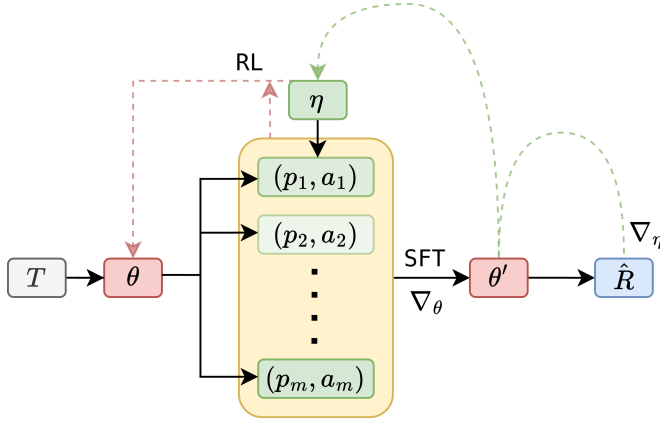 RL
η
(p₁, a₁)
(p₂, a₂)
T
θ
SFT
∇θ
θ′
R̂
∇η
(pₘ, aₘ)